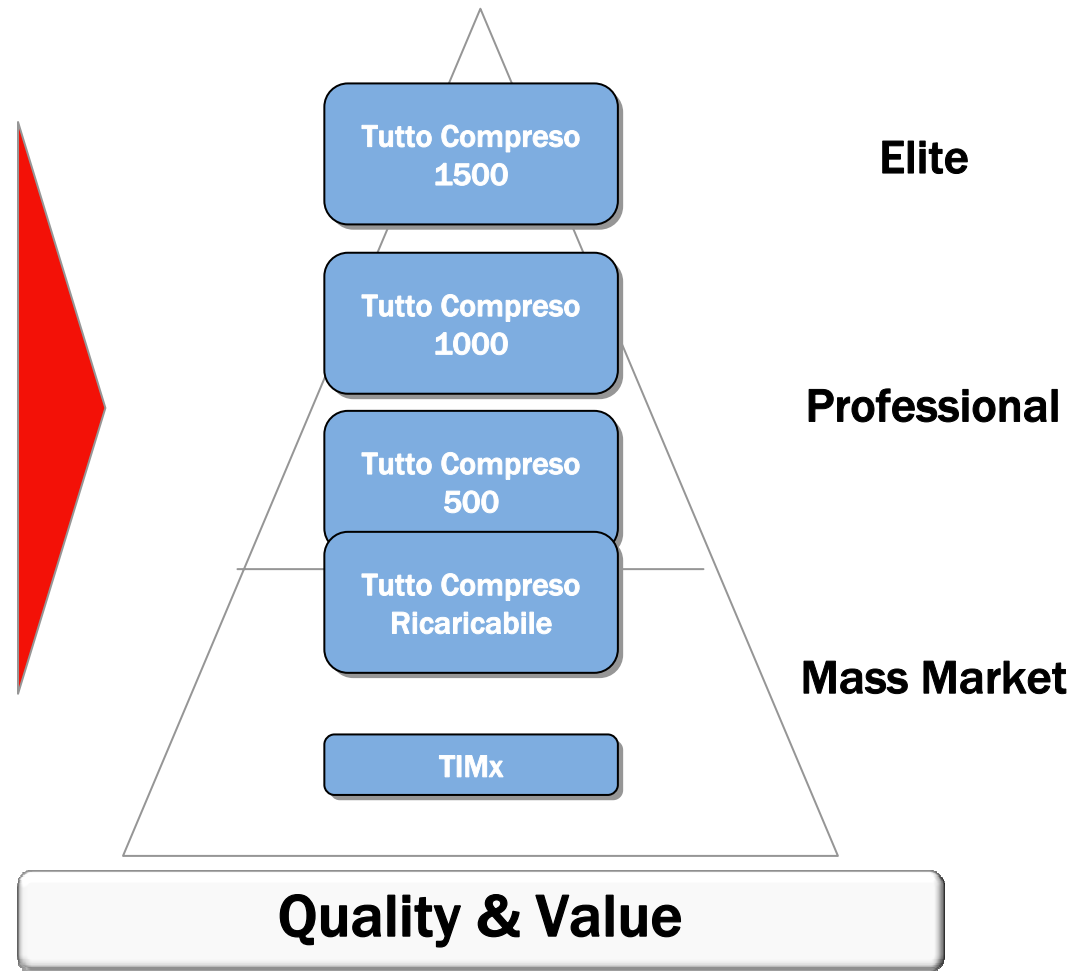 Tutto Compreso
1500
Elite
Tutto Compreso
1000
Professional
Tutto Compreso
500
Tutto Compreso
Ricaricabile
Mass Market
TIMx
Quality & Value